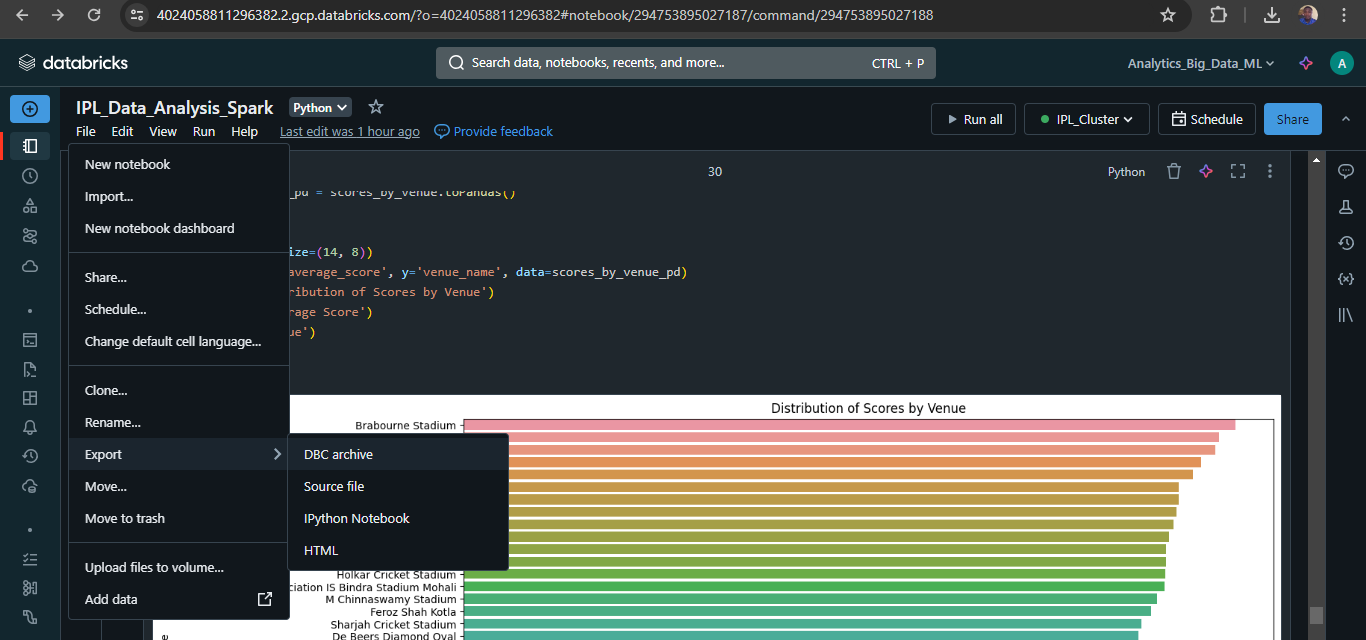 4024058811296382.2.gcp.databricks.com/?o=4024058811296382#notebook/294753895027187/command/294753895027188
databricks
Search data, notebooks, recents, and more...
CTRL + P
Analytics_Big_Data_ML
A
IPL_Data_Analysis_Spark
Python
File Edit View Run Help Last edit was 1 hour ago Provide feedback
Run all
IPL_Cluster
Schedule
Share
New notebook
Import...
New notebook dashboard
Share...
Schedule...
Change default cell language...
Clone...
Rename...
Export
Move...
Move to trash
Upload files to volume...
Add data
DBC archive
Source file
IPython Notebook
HTML
30
Python
_pd = scores_by_venue.toPandas()
ize=(14, 8))
average_score', y='venue_name', data=scores_by_venue_pd)
ribution of Scores by Venue')
rage Score')
ue')
Distribution of Scores by Venue
Brabourne Stadium
Holkar Cricket Stadium
ciation IS Bindra Stadium Mohali
M Chinnaswamy Stadium
Feroz Shah Kotla
Sharjah Cricket Stadium
De Beers Diamond Oval